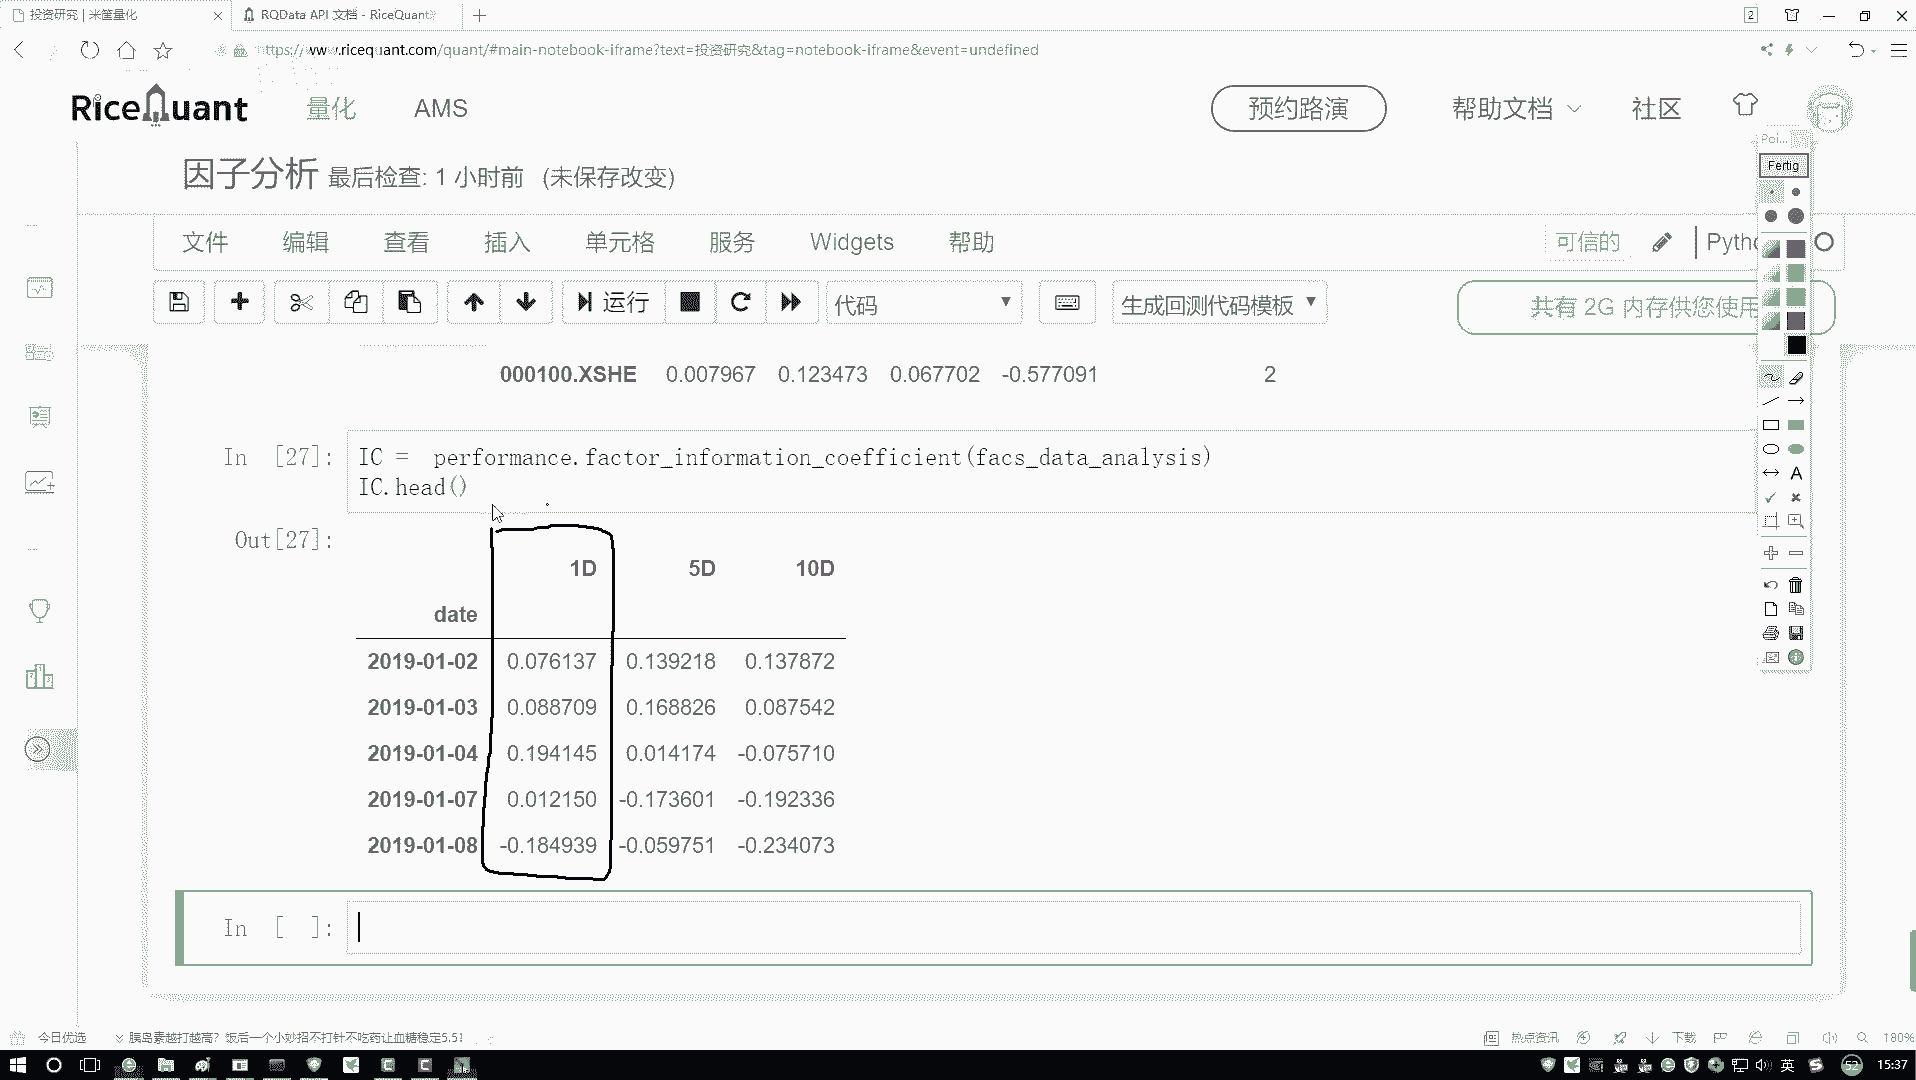 投资研究 | 米筐量化
RQData API 文档 - RiceQuant
2
https://www.ricequant.com/quant/#main-notebook-iframe?text=投资研究&tag=notebook-iframe&event=undefined
RiceQuant 量化 AMS 预约路演 帮助文档 社区
因子分析 最后检查: 1 小时前 (未保存改变)
Fertig
文件 编辑 查看 插入 单元格 服务 Widgets 帮助 可信的
运行 代码 生成回测代码模板 共有 2G 内存供您使用
000100.XSHE 0.007967 0.123473 0.067702 -0.577091 2
In [27]: IC = performance.factor_information_coefficient(facs_data_analysis)
IC.head()
Out[27]:
1D 5D 10D
date
2019-01-02 0.076137 0.139218 0.137872
2019-01-03 0.088709 0.168826 0.087542
2019-01-04 0.194145 0.014174 -0.075710
2019-01-07 0.012150 -0.173601 -0.192336
2019-01-08 -0.184939 -0.059751 -0.234073
In [ ]:
今日优选 胰岛素越打越高？饭后一个小妙招不打针不吃药让血糖稳定5.51 热点资讯 下载 180%
英 52 15:37